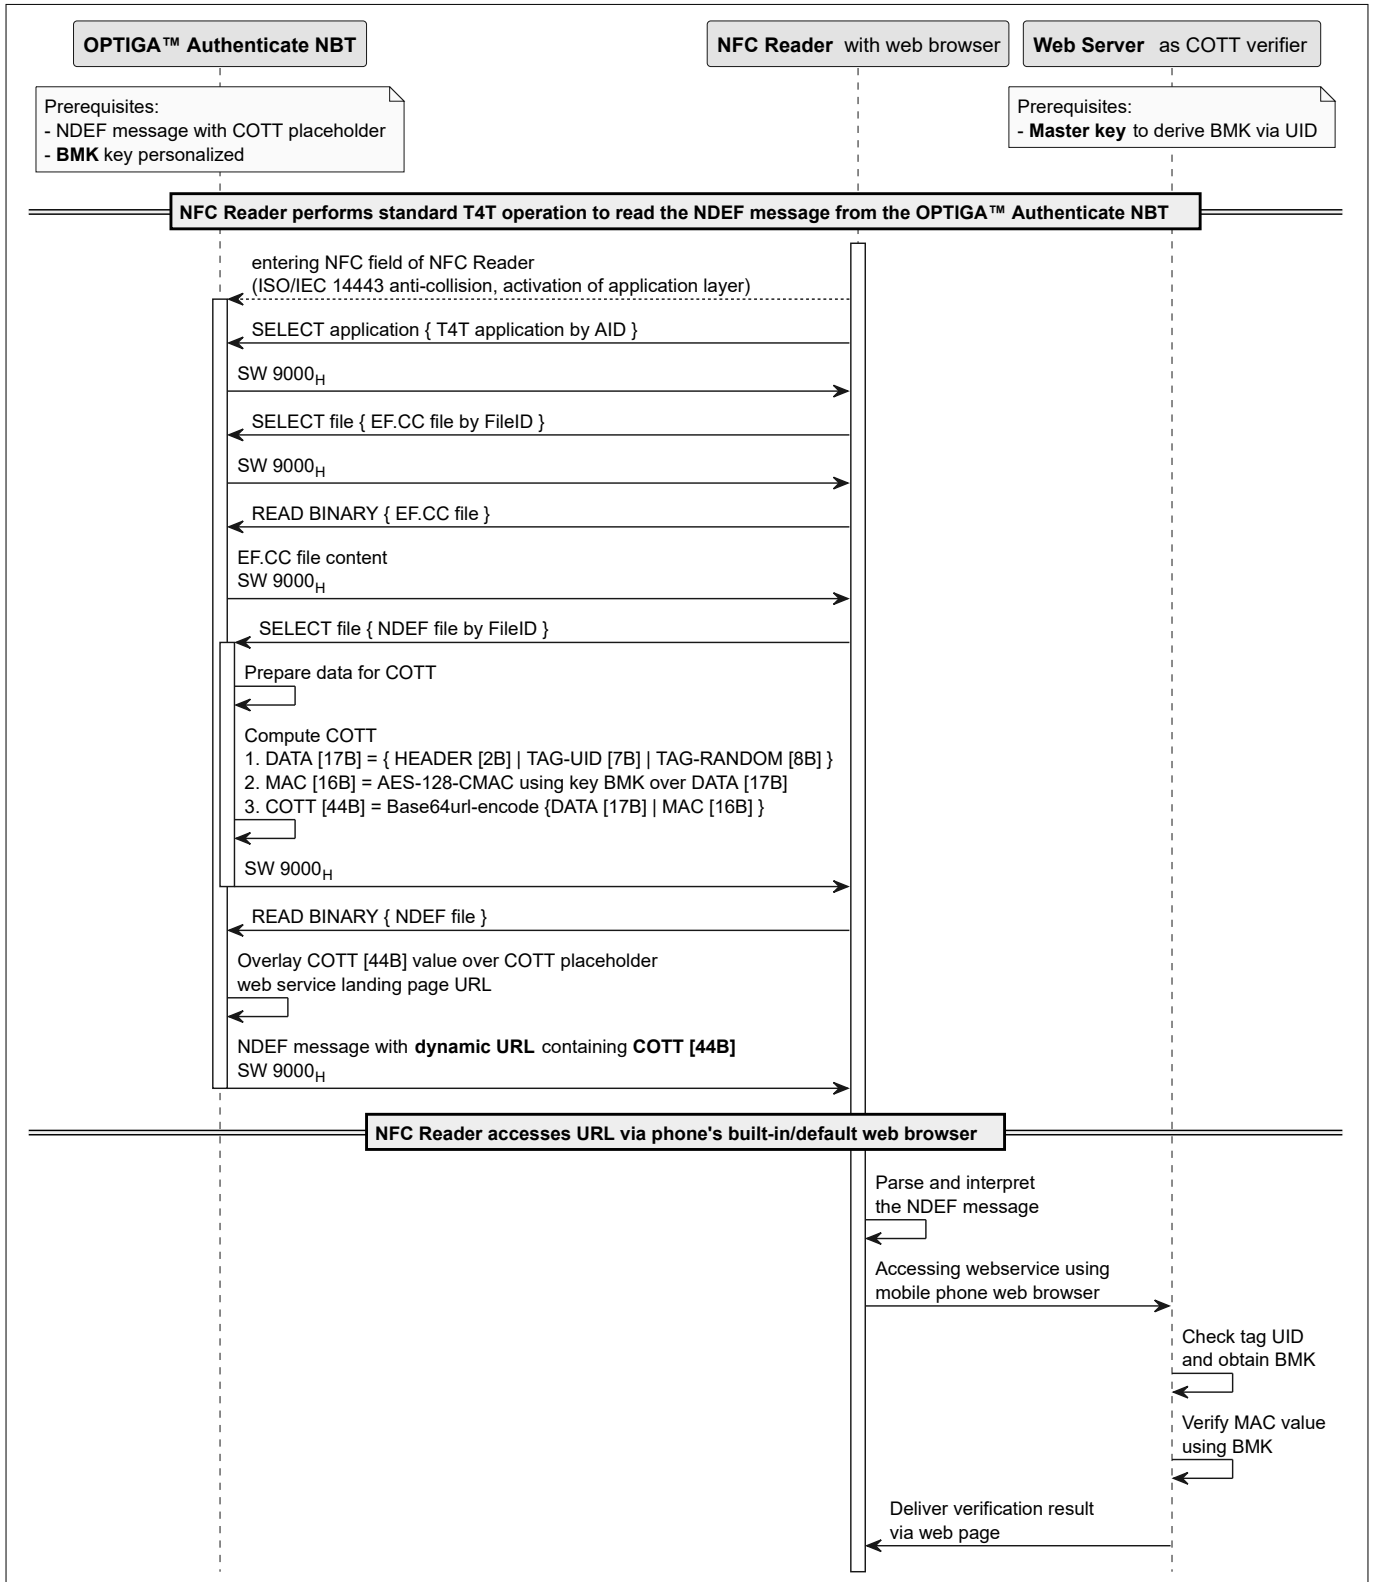 OPTIGA™ Authenticate NBT
NFC Reader with web browser
Web Server as COTT verifier
Prerequisites:
- NDEF message with COTT placeholder
- BMK key personalized
Prerequisites:
- Master key to derive BMK via UID
NFC Reader performs standard T4T operation to read the NDEF message from the OPTIGA™ Authenticate NBT
entering NFC field of NFC Reader
(ISO/IEC 14443 anti-collision, activation of application layer)
SELECT application { T4T application by AID }
SW 9000H
SELECT file { EF.CC file by FileID }
SW 9000H
READ BINARY { EF.CC file }
EF.CC file content
SW 9000H
SELECT file { NDEF file by FileID }
Prepare data for COTT
Compute COTT
1. DATA [17B] = { HEADER [2B] | TAG-UID [7B] | TAG-RANDOM [8B] }
2. MAC [16B] = AES-128-CMAC using key BMK over DATA [17B]
3. COTT [44B] = Base64url-encode {DATA [17B] | MAC [16B] }
SW 9000H
READ BINARY { NDEF file }
Overlay COTT [44B] value over COTT placeholder
web service landing page URL
NDEF message with dynamic URL containing COTT [44B]
SW 9000H
NFC Reader accesses URL via phone's built-in/default web browser
Parse and interpret
the NDEF message
Accessing webservice using
mobile phone web browser
Check tag UID
and obtain BMK
Verify MAC value
using BMK
Deliver verification result
via web page